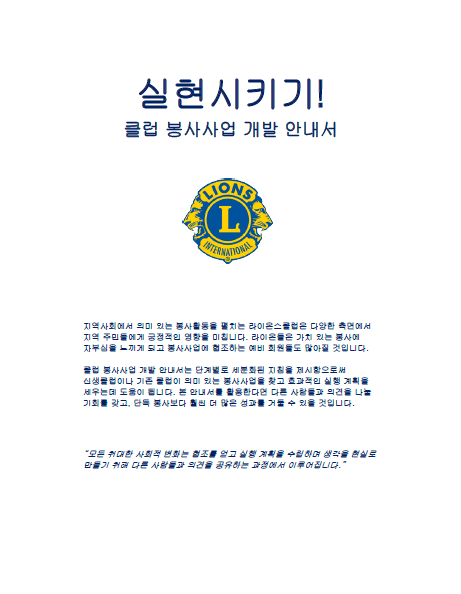 실현시키기!
클럽 봉사사업 개발 안내서
LIONS
L
INTERNATIONAL
®
지역사회에서 의미 있는 봉사활동을 펼치는 라이온스클럽은 다양한 측면에서
지역 주민들에게 긍정적인 영향을 미칩니다. 라이온들은 가치 있는 봉사에
자부심을 느끼게 되고 봉사사업에 협조하는 예비 회원들도 많아질 것입니다.
클럽 봉사사업 개발 안내서는 단계별로 세분화된 지침을 제시함으로써
신생클럽이나 기존 클럽이 의미 있는 봉사사업을 찾고 효과적인 실행 계획을
세우는데 도움이 됩니다. 본 안내서를 활용한다면 다른 사람들과 의견을 나눌
기회를 갖고, 단독 봉사보다 훨씬 더 많은 성과를 거둘 수 있을 것입니다.
“모든 위대한 사회적 변화는 협조를 얻고 실행 계획을 수립하며 생각을 현실로
만들기 위해 다른 사람들과 의견을 공유하는 과정에서 이루어집니다.”